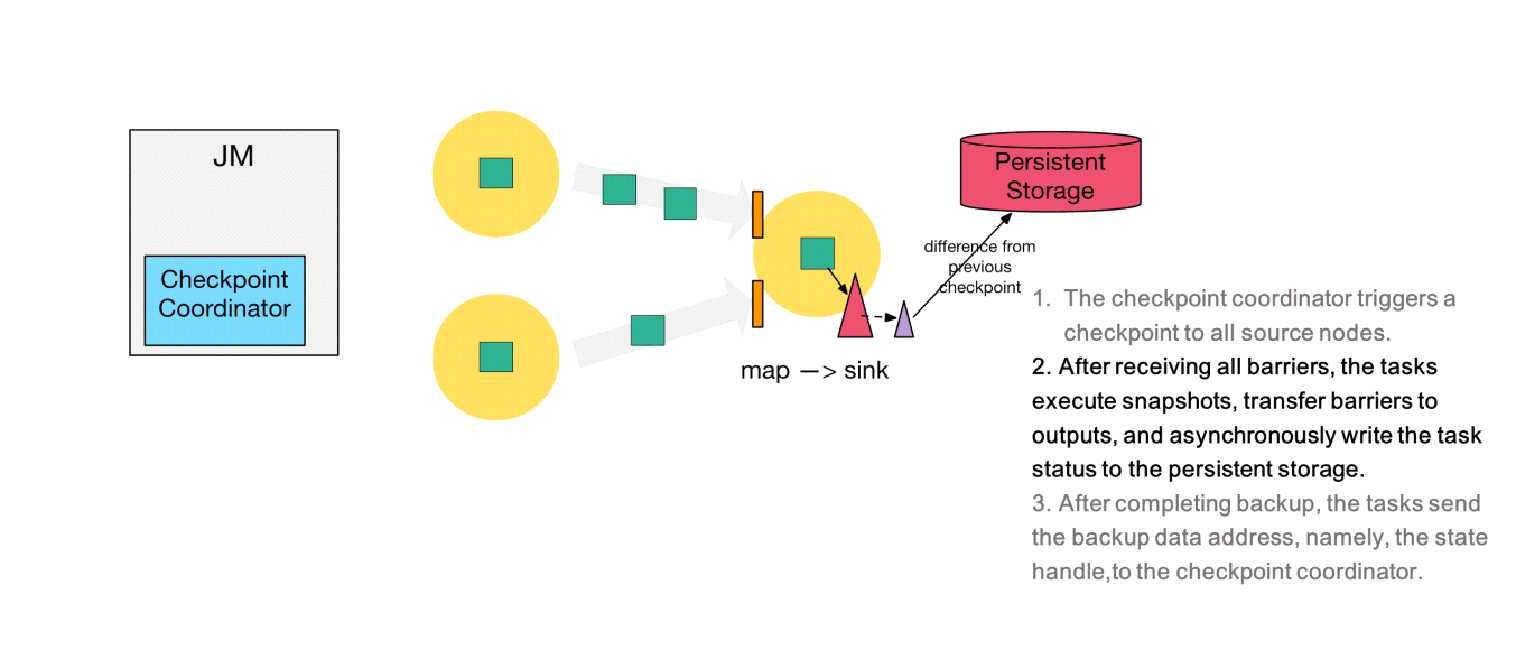 JM
Checkpoint
Coordinator
map —> sink
Persistent
Storage
difference from
previous
checkpoint
1. The checkpoint coordinator triggers a
checkpoint to all source nodes.
2. After receiving all barriers, the tasks
execute snapshots, transfer barriers to
outputs, and asynchronously write the task
status to the persistent storage.
3. After completing backup, the tasks send
the backup data address, namely, the state
handle,to the checkpoint coordinator.